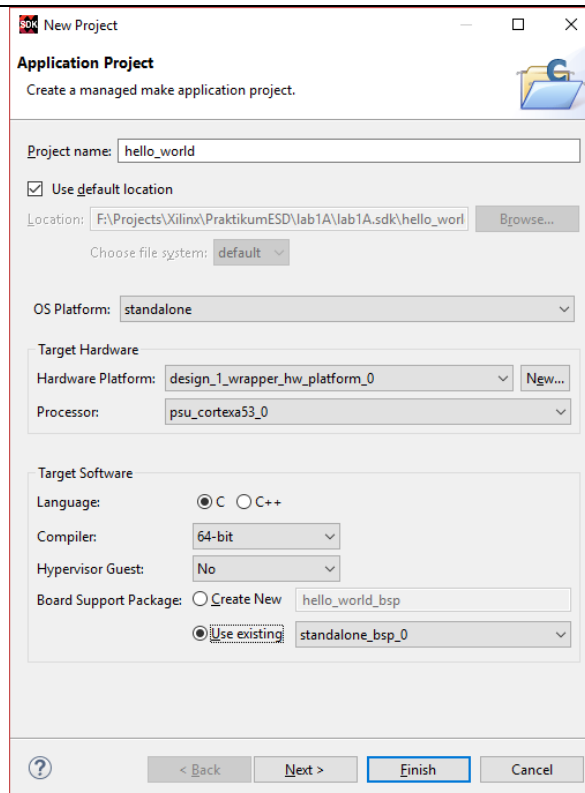 SDK New Project
Application Project
Create a managed make application project.
C
Project name: hello_world
Use default location
Location: F:\Projects\Xilinx\PraktikumESD\lab1A\lab1A.sdk\hello_worl Browse...
Choose file system: default
OS Platform: standalone
Target Hardware
Hardware Platform: design_1_wrapper_hw_platform_0 New...
Processor: psu_cortexa53_0
Target Software
Language: C C++
Compiler: 64-bit
Hypervisor Guest: No
Board Support Package: Create New hello_world_bsp
Use existing standalone_bsp_0
? < Back Next > Finish Cancel